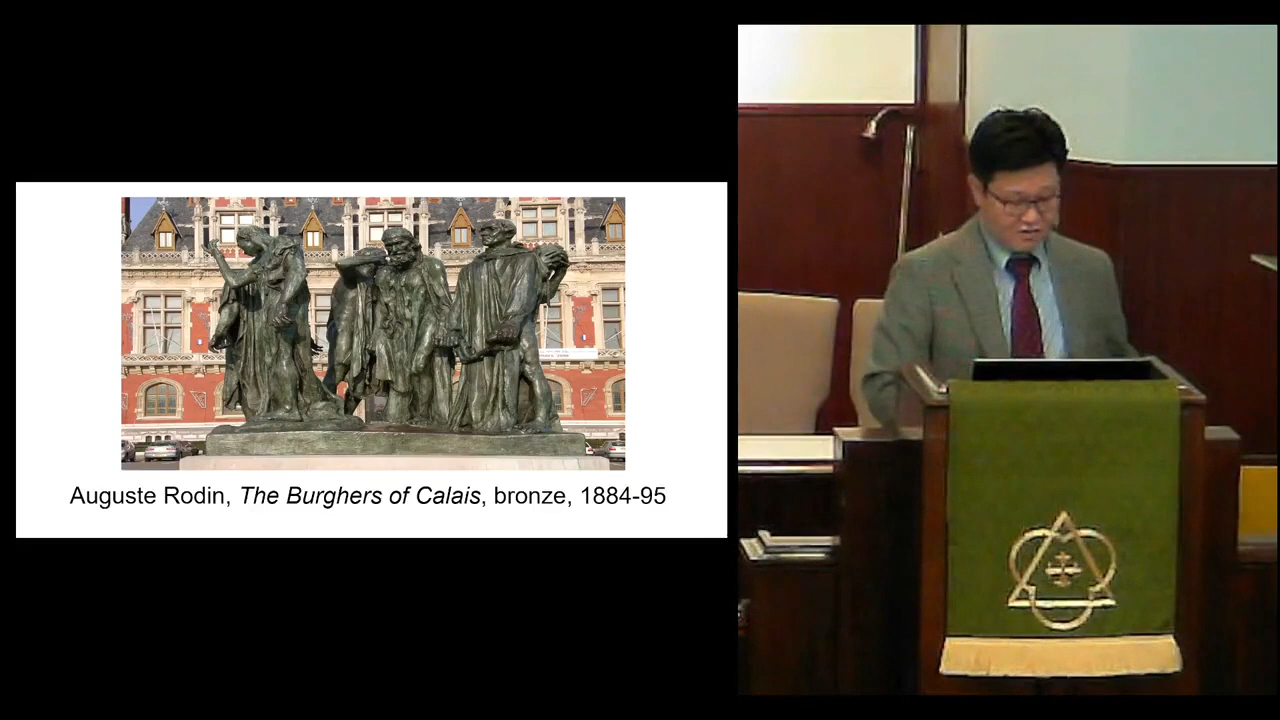 Auguste Rodin, The Burghers of Calais, bronze, 1884-95